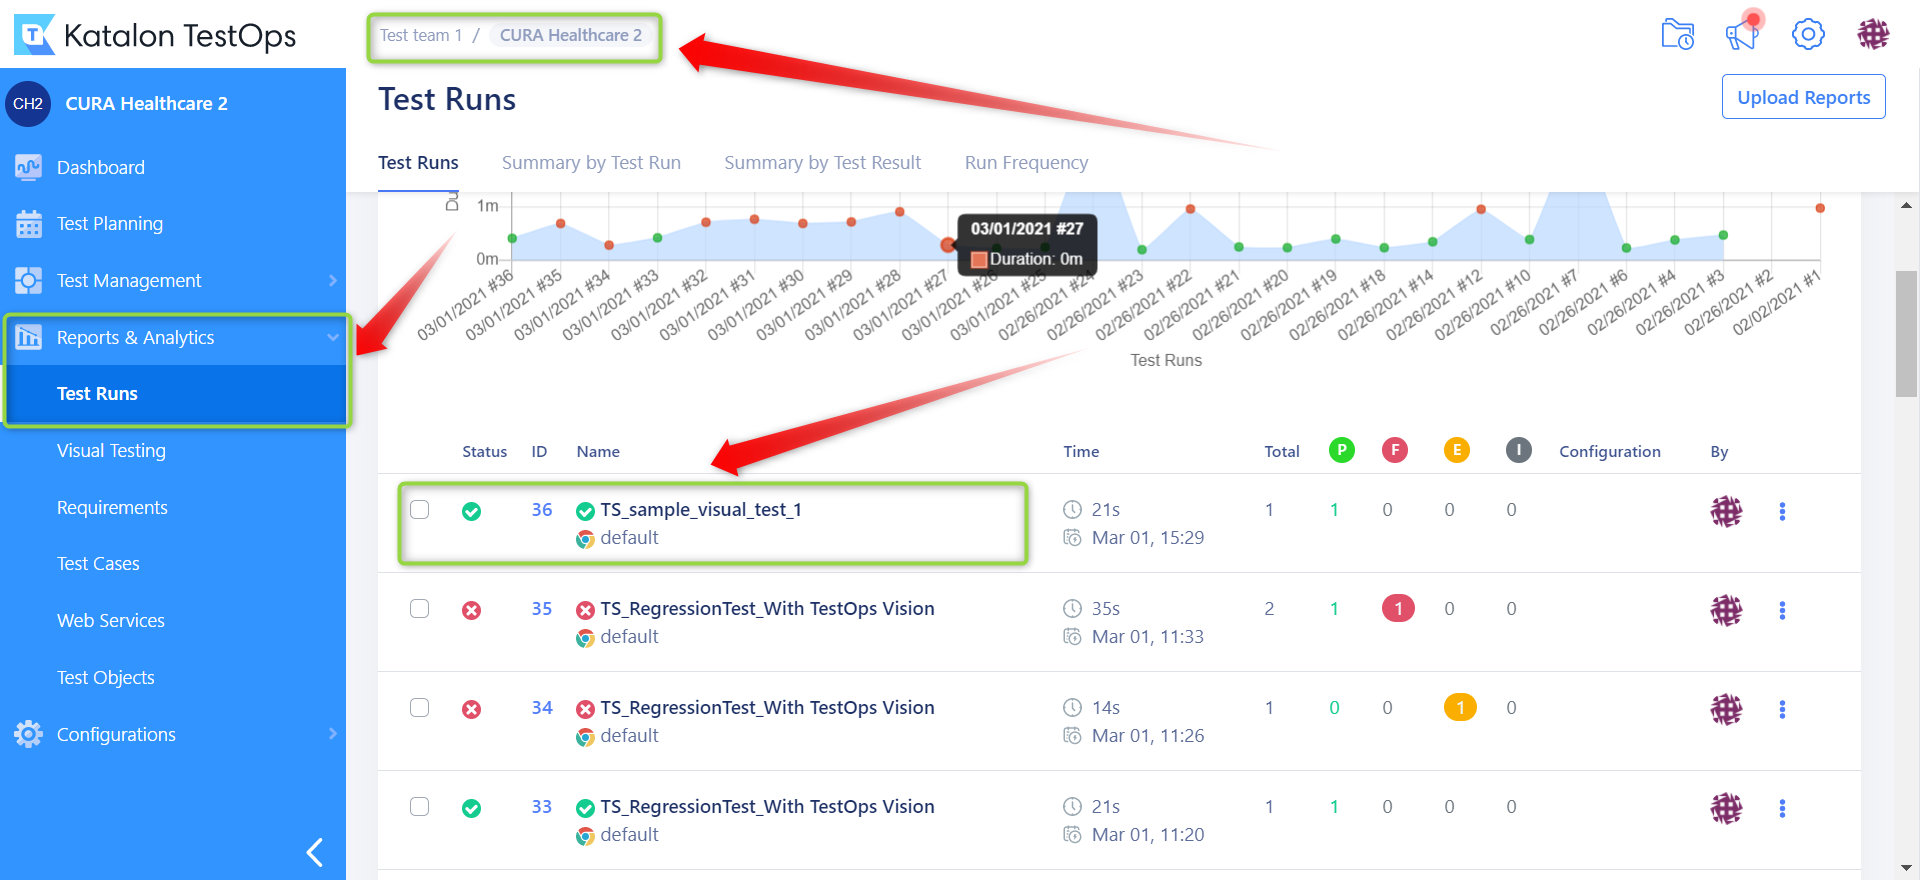 Katalon TestOps
Test team 1 / CURA Healthcare 2
CH2 CURA Healthcare 2
Dashboard
Test Planning
Test Management
Reports & Analytics
Test Runs
Visual Testing
Requirements
Test Cases
Web Services
Test Objects
Configurations
Test Runs
Upload Reports
Test Runs Summary by Test Run Summary by Test Result Run Frequency
1m
0m
03/01/2021 #27
Duration: 0m
03/01/2021 #36
03/01/2021 #35
03/01/2021 #34
03/01/2021 #33
03/01/2021 #32
03/01/2021 #31
03/01/2021 #30
03/01/2021 #29
03/01/2021 #28
03/01/2021 #27
03/01/2021 #26
03/01/2021 #25
02/26/2021 #24
02/26/2021 #23
02/26/2021 #22
02/26/2021 #21
02/26/2021 #20
02/26/2021 #19
02/26/2021 #18
02/26/2021 #14
02/26/2021 #12
02/26/2021 #10
02/26/2021 #7
02/26/2021 #6
02/26/2021 #4
02/26/2021 #3
02/26/2021 #2
02/02/2021 #1
Test Runs
Status ID Name Time Total P F E I Configuration By
36 TS_sample_visual_test_1 21s 1 1 0 0 0
default Mar 01, 15:29
35 TS_RegressionTest_With TestOps Vision 35s 2 1 1 0 0
default Mar 01, 11:33
34 TS_RegressionTest_With TestOps Vision 14s 1 0 0 1 0
default Mar 01, 11:26
33 TS_RegressionTest_With TestOps Vision 21s 1 1 0 0 0
default Mar 01, 11:20